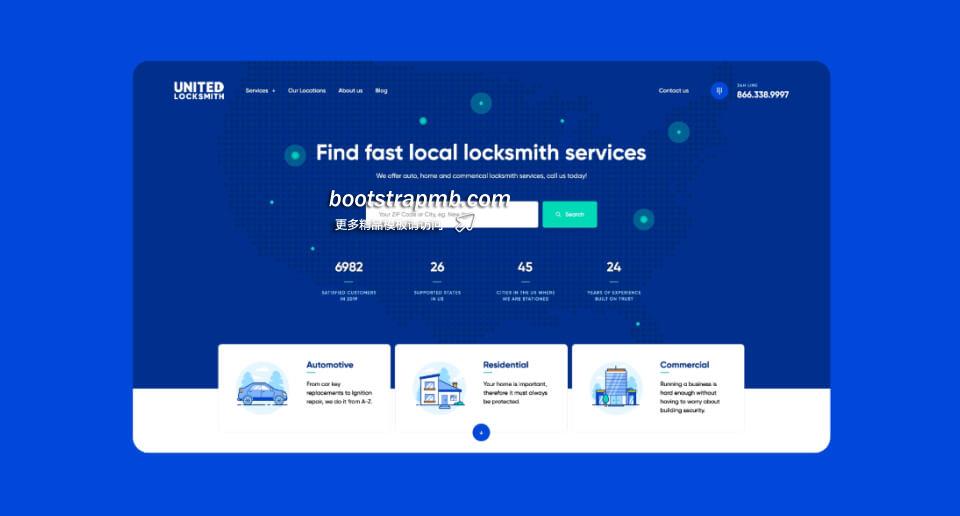 UNITED
LOCKSMITH
Services + Our Locations About us Blog
Contact us
24H LINE
866.338.9997
Find fast local locksmith services
We offer auto, home and commerical locksmith services, call us today!
bootstrapmb.com
Your ZIP Code or City, eg. New
Search
更多精品模板请访问
6982 26 45 24
SATISFIED CUSTOMERS
IN 2019
SUPPORTED STATES
IN US
CITIES IN THE US WHERE
WE ARE STATIONED
YEARS OF EXPERIENCE
BUILT ON TRUST
Automotive
From car key
replacements to ignition
repair, we do it from A-Z.
Residential
Your home is important,
therefore it must always
be protected.
Commercial
Running a business is
hard enough without
having to worry about
building security.